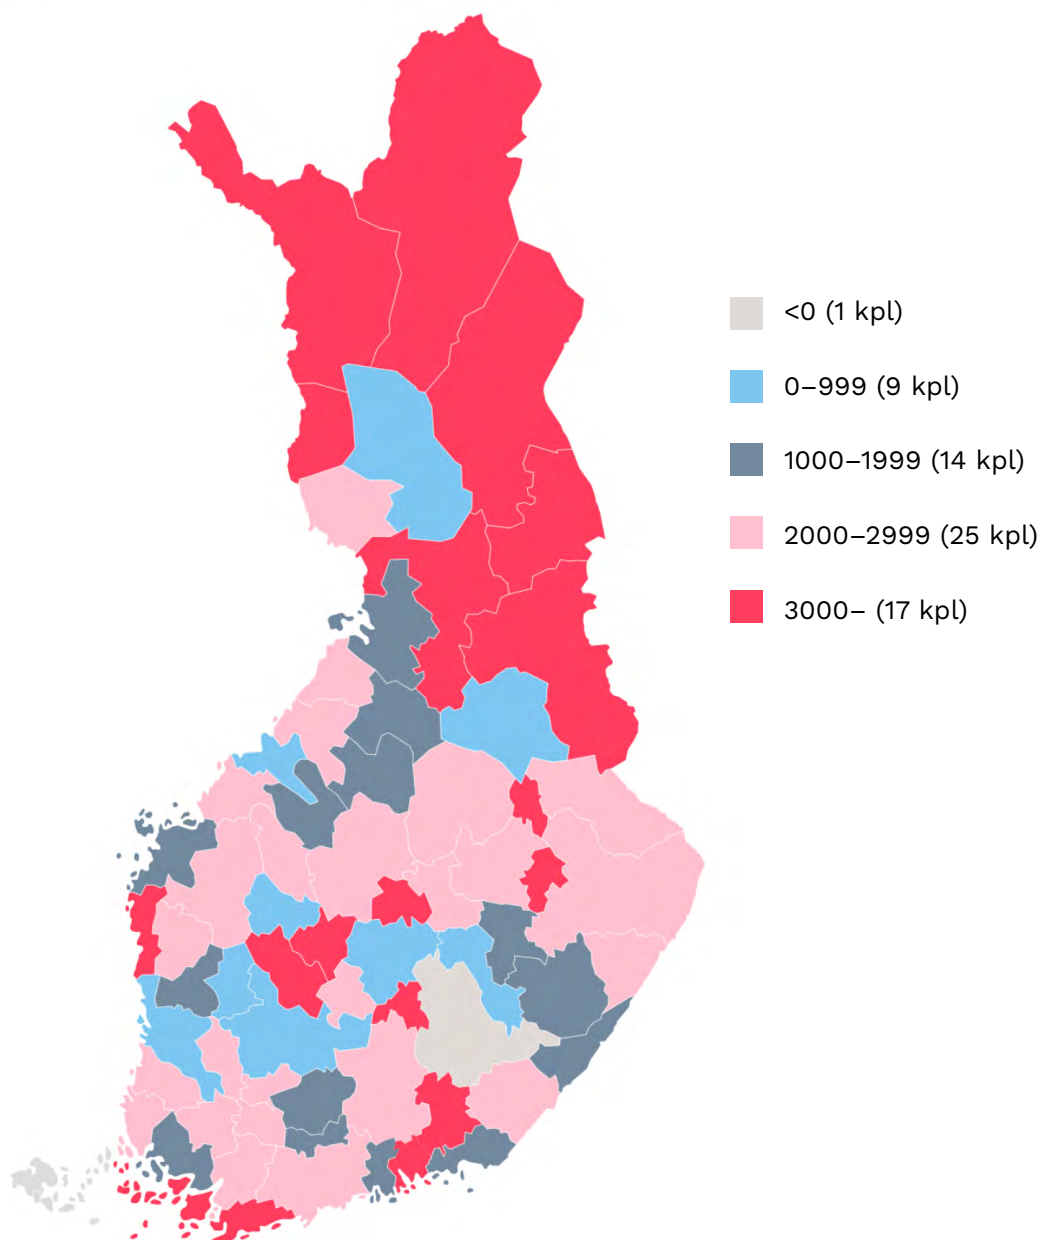 <0 (1 kpl)
0–999 (9 kpl)
1000–1999 (14 kpl)
2000–2999 (25 kpl)
3000– (17 kpl)